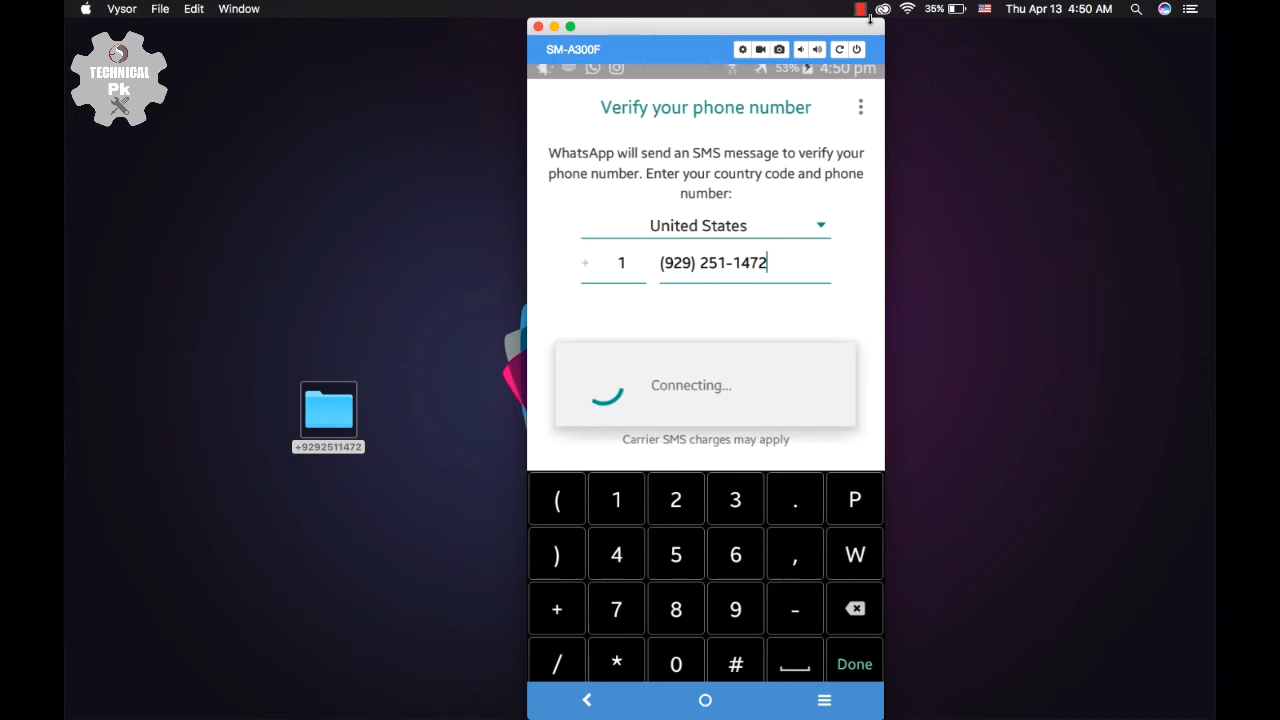 Vysor File Edit Window 35% Thu Apr 13 4:50 AM
TECHNICAL
Pk
SM-A300F
53% 4:50 pm
Verify your phone number
WhatsApp will send an SMS message to verify your
phone number. Enter your country code and phone
number:
United States
+ 1 (929) 251-1472
Connecting...
Carrier SMS charges may apply
+9292511472
( 1 2 3 . P
) 4 5 6 , W
+ 7 8 9 -
/ * 0 # Done